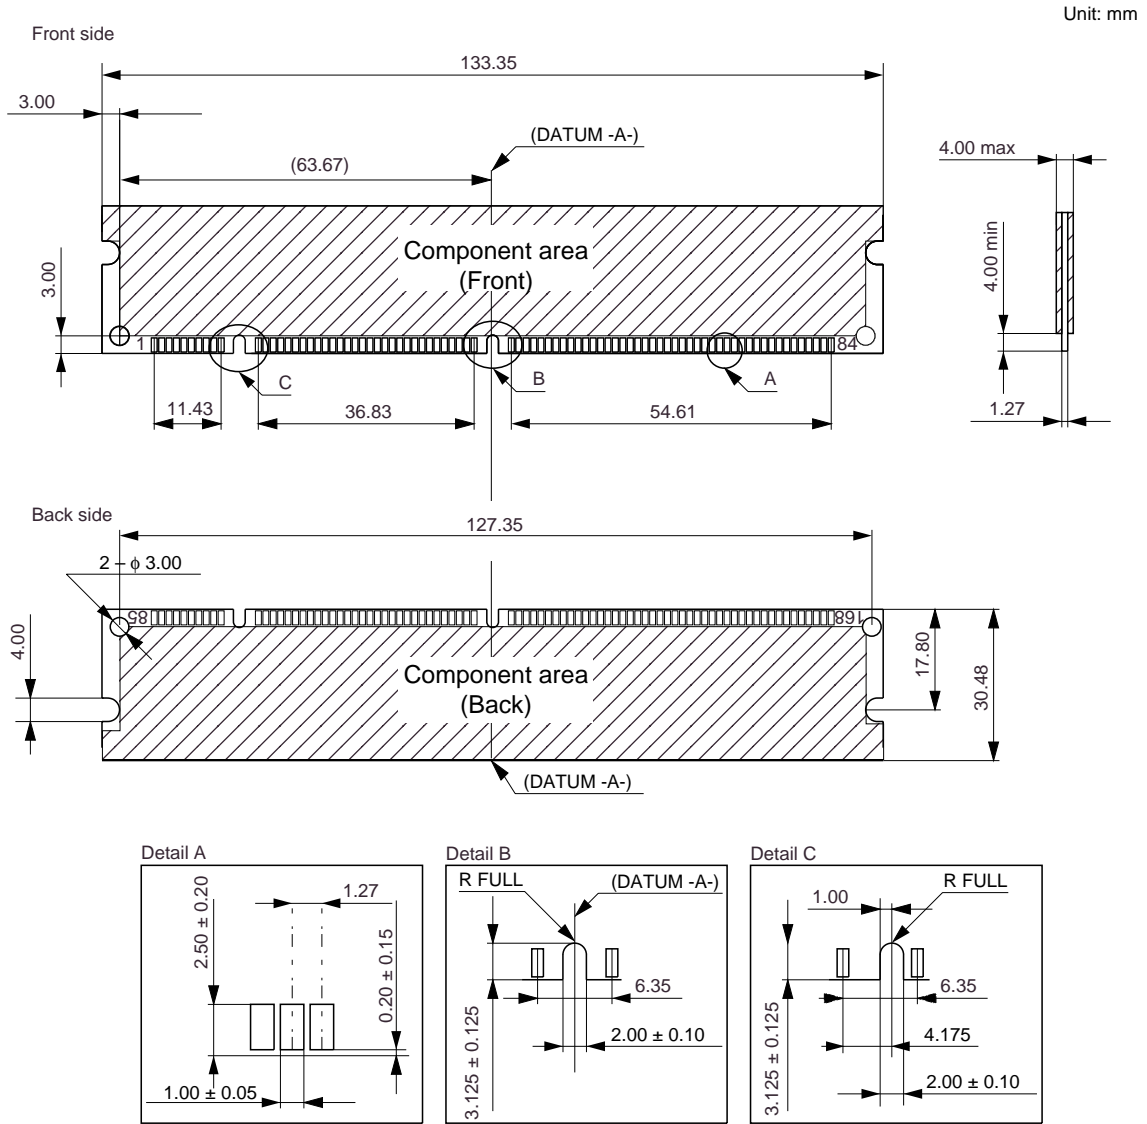 Unit: mm
Front side
133.35
3.00
(DATUM -A-)
(63.67)
4.00 max
Component area
(Front)
3.00
4.00 min
1
84
C
B
A
11.43
36.83
54.61
1.27
Back side
127.35
2 – ϕ 3.00
85
168
4.00
Component area
(Back)
17.80
30.48
(DATUM -A-)
Detail A
2.50 ± 0.20
1.27
0.20 ± 0.15
1.00 ± 0.05
Detail B
R FULL
(DATUM -A-)
3.125 ± 0.125
6.35
2.00 ± 0.10
Detail C
1.00
R FULL
3.125 ± 0.125
6.35
4.175
2.00 ± 0.10